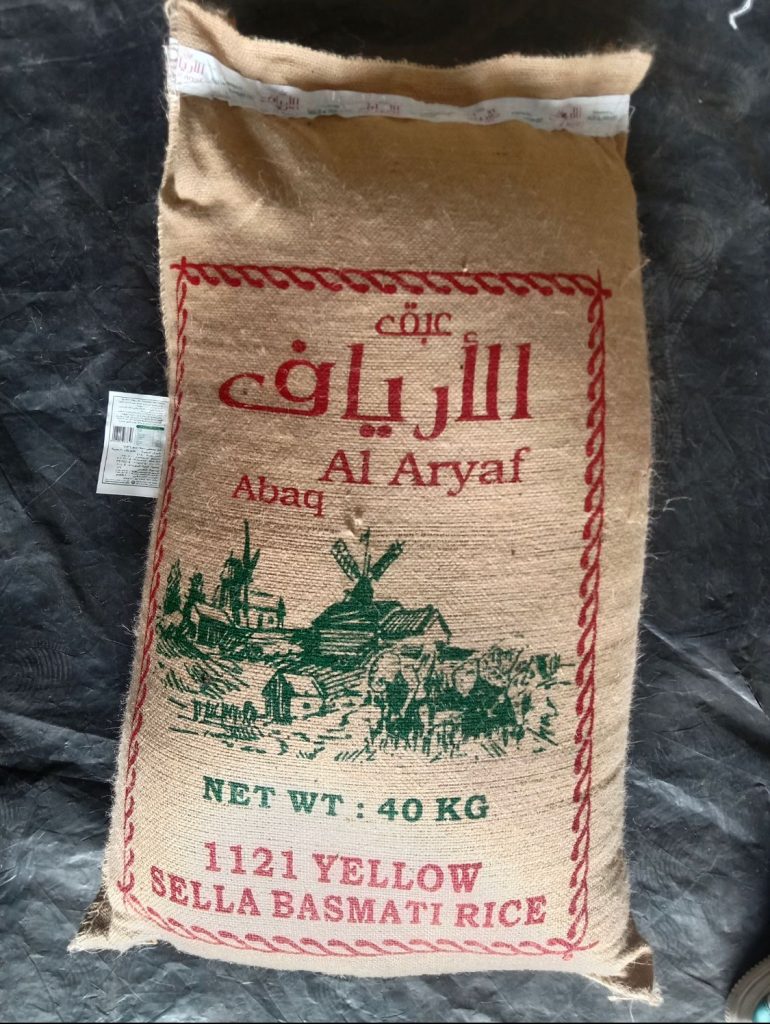 عبق
الأرياف
Al Aryaf
Abaq
NET WT : 40 KG
1121 YELLOW
SELLA BASMATI RICE